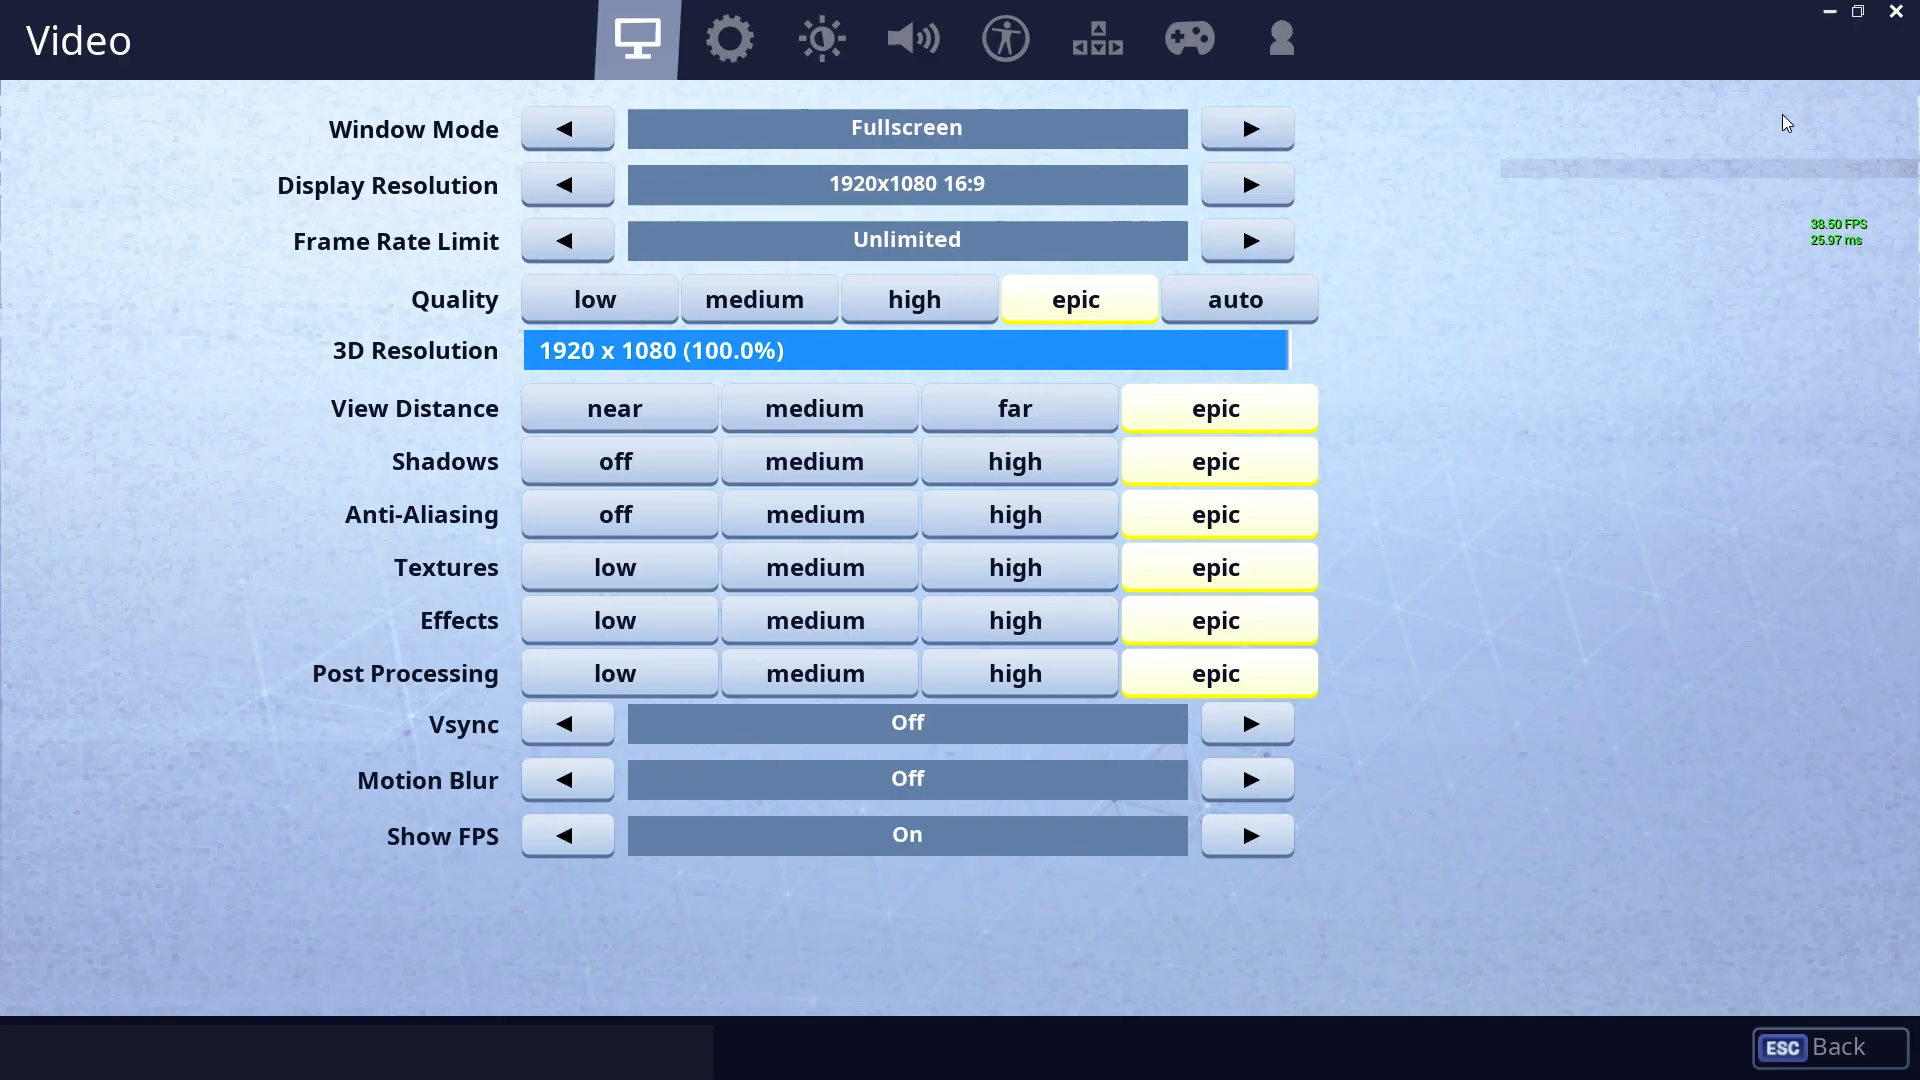 Video
Window Mode ◀ Fullscreen ▶
Display Resolution ◀ 1920x1080 16:9 ▶
38.50 FPS
25.97 ms
Frame Rate Limit ◀ Unlimited ▶
Quality low medium high epic auto
3D Resolution 1920 x 1080 (100.0%)
View Distance near medium far epic
Shadows off medium high epic
Anti-Aliasing off medium high epic
Textures low medium high epic
Effects low medium high epic
Post Processing low medium high epic
Vsync ◀ Off ▶
Motion Blur ◀ Off ▶
Show FPS ◀ On ▶
ESC Back